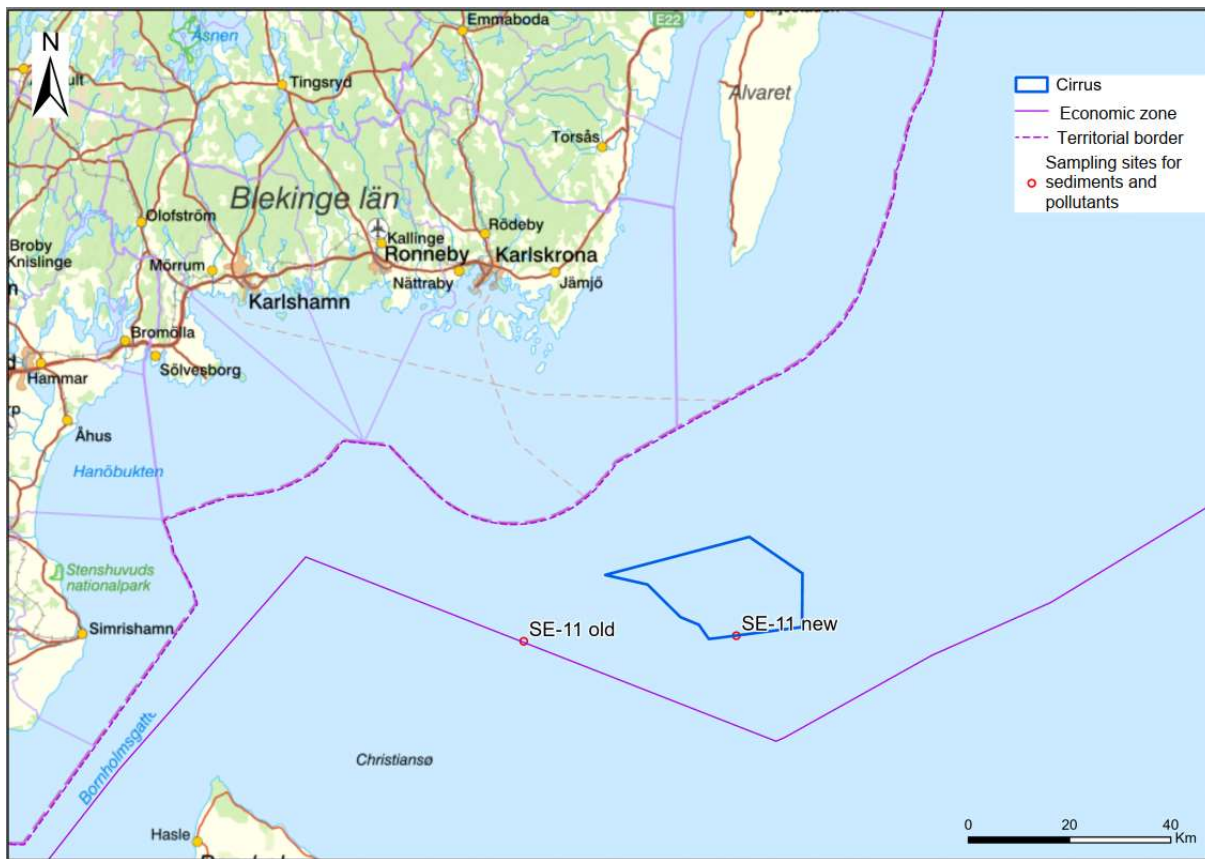 N
Åsnen
Emmaboda
E22
Tingsryd
Alvaret
Torsås
Cirrus
Economic zone
Territorial border
Sampling sites for
sediments and
pollutants
Blekinge län
Olofström
Rödeby
Kallinge
Broby
Knislinge
Ronneby
Karlskrona
Mörrum
Nättraby
Jämjö
Karlshamn
Bromölla
Sölvesborg
Hammar
Åhus
Hanöbukten
Stenshuvuds
nationalpark
Simrishamn
SE-11 old
SE-11 new
Bornholmsgatte
Christiansø
Hasle
0 20 40
Km